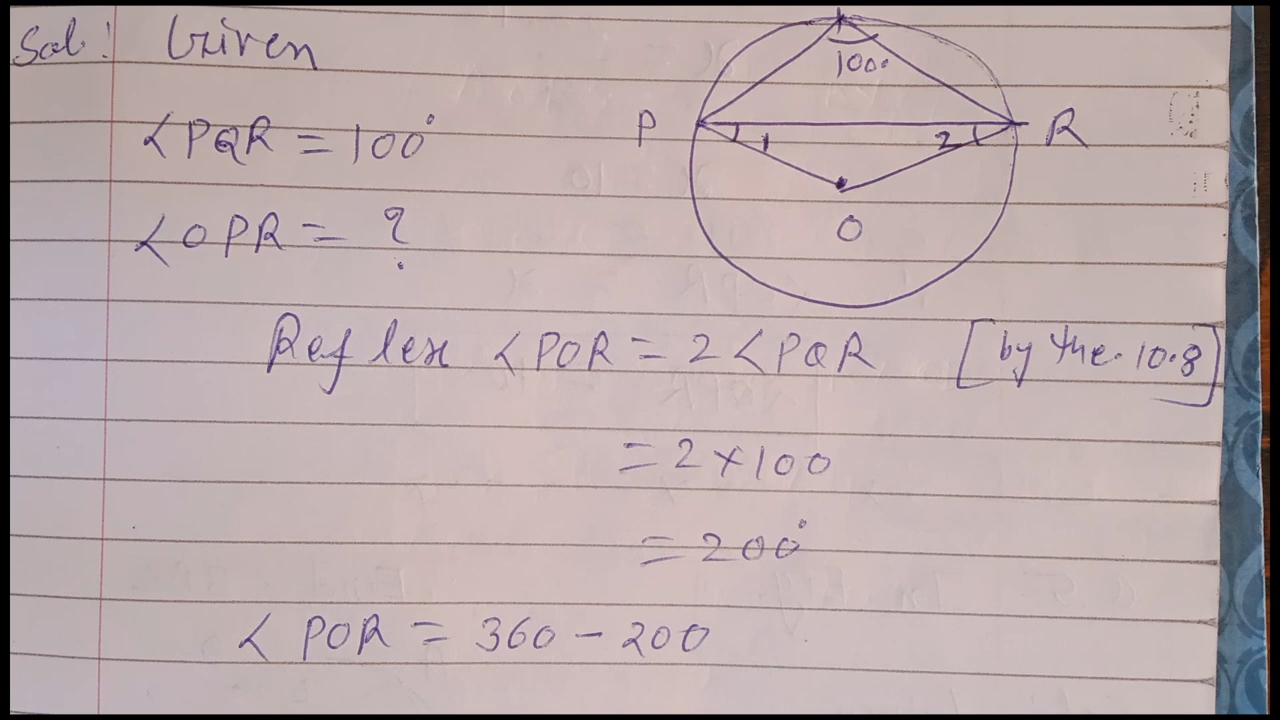 Sol! Given
∠PQR = 100°
∠OPR = ?
100°
P 1 2 R
O
Reflex ∠POR = 2∠PQR [by the. 10.8]
= 2 × 100
= 200°
∠ POR = 360 - 200